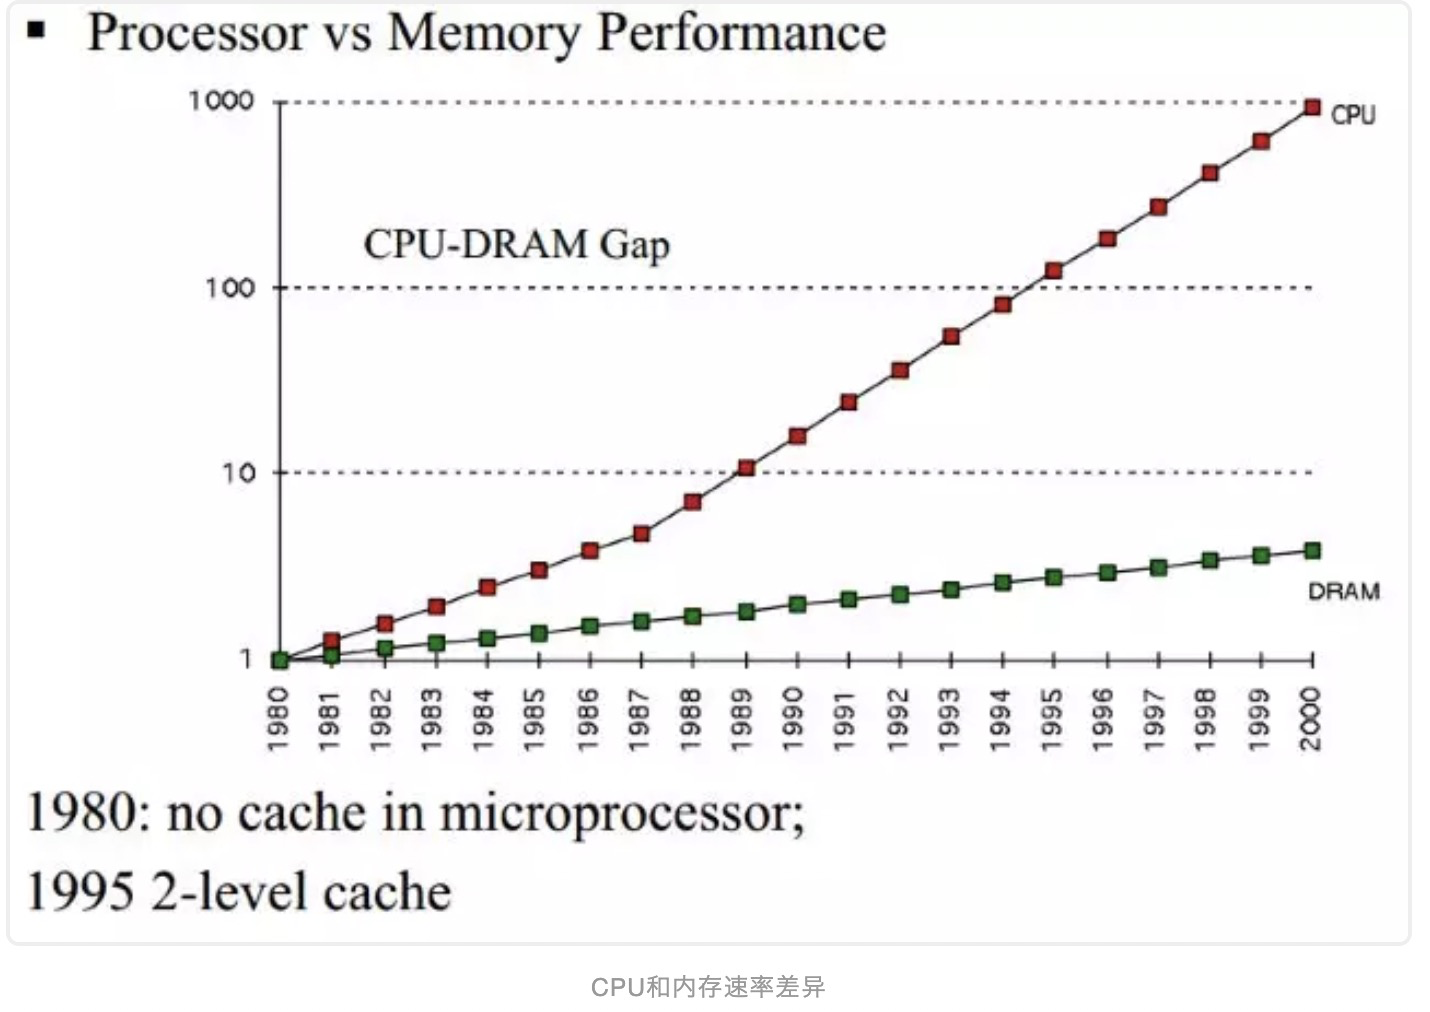 ▪ Processor vs Memory Performance
1000
CPU
CPU-DRAM Gap
100
10
DRAM
1
1980 1981 1982 1983 1984 1985 1986 1987 1988 1989 1990 1991 1992 1993 1994 1995 1996 1997 1998 1999 2000
1980: no cache in microprocessor;
1995 2-level cache
CPU和内存速率差异